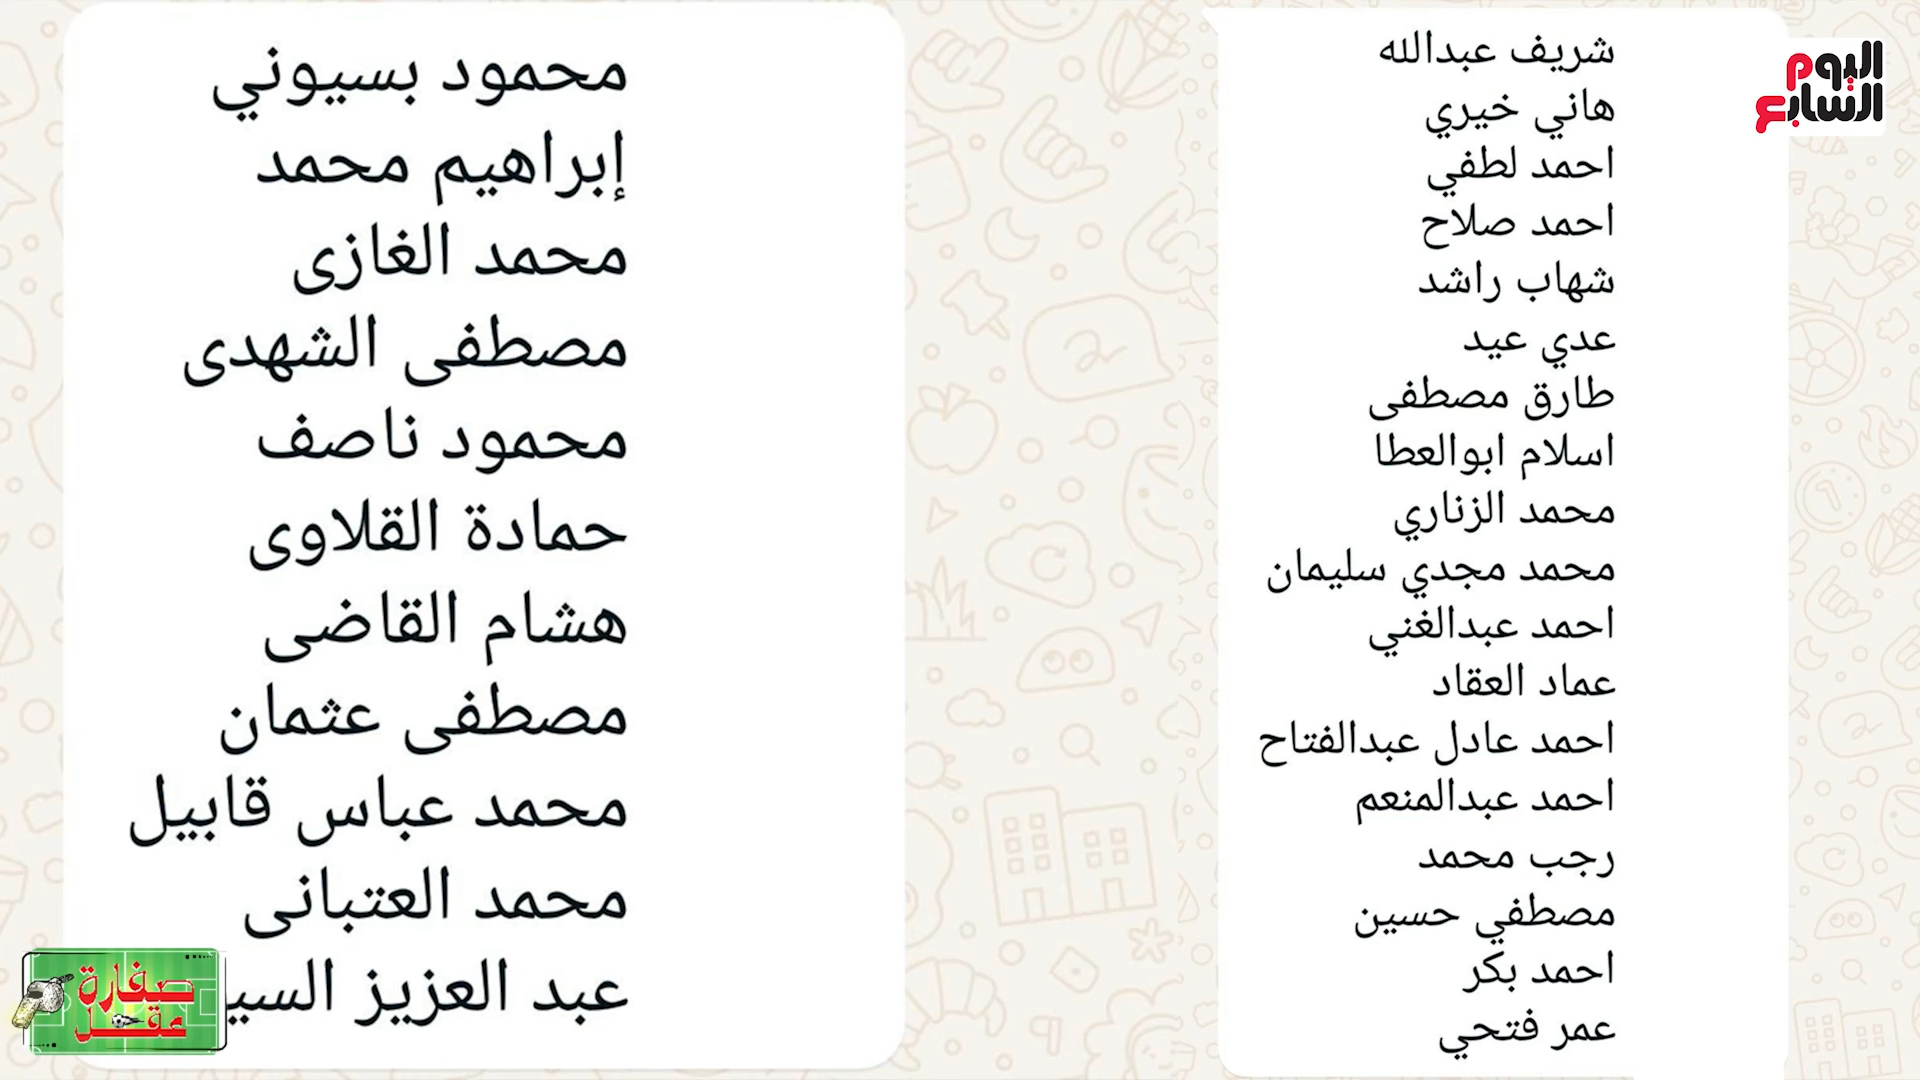 اليوم
السابع
شريف عبدالله
هاني خيري
احمد لطفي
احمد صلاح
شهاب راشد
عدي عيد
طارق مصطفى
اسلام ابوالعطا
محمد الزناري
محمد مجدي سليمان
احمد عبدالغني
عماد العقاد
احمد عادل عبدالفتاح
احمد عبدالمنعم
رجب محمد
مصطفي حسين
احمد بكر
عمر فتحي
محمود بسيوني
إبراهيم محمد
محمد الغازى
مصطفى الشهدى
محمود ناصف
حمادة القلاوى
هشام القاضى
مصطفى عثمان
محمد عباس قابيل
محمد العتبانى
عبد العزيز السي
صفارة
عقل